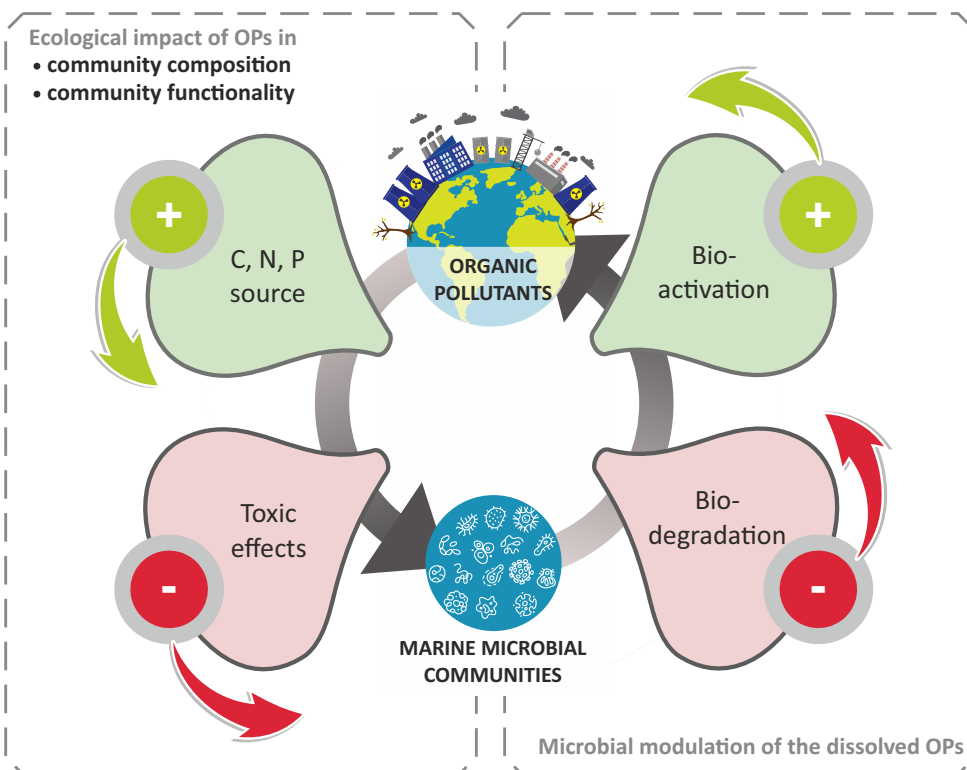 Ecological impact of OPs in
• community composition
• community functionality
+
C, N, P
source
ORGANIC
POLLUTANTS
Bio-
activation
+
Toxic
effects
-
Bio-
degradation
-
MARINE MICROBIAL
COMMUNITIES
Microbial modulation of the dissolved OPs